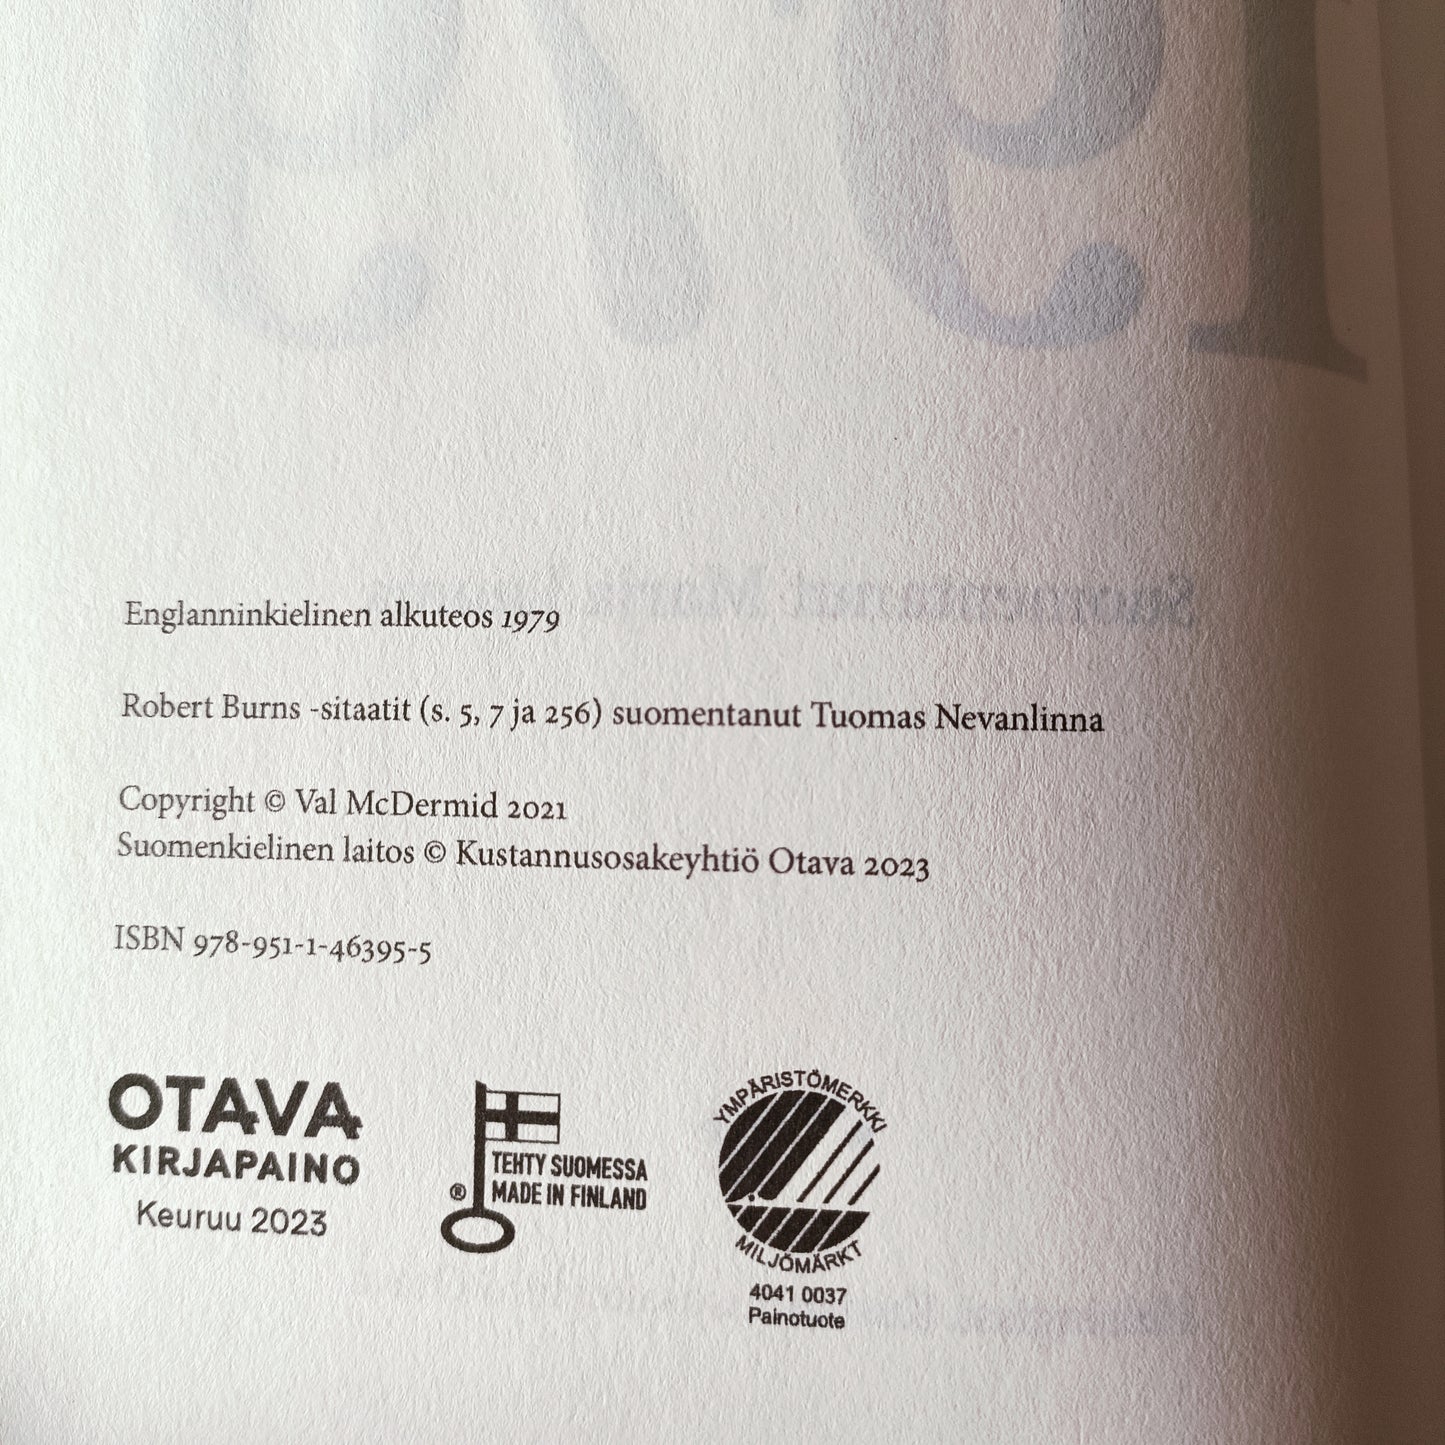 Englanninkielinen alkuteos 1979
Robert Burns -sitaatit (s. 5, 7 ja 256) suomentanut Tuomas Nevanlinna
Copyright © Val McDermid 2021
Suomenkielinen laitos © Kustannusosakeyhtiö Otava 2023
ISBN 978-951-1-46395-5
OTAVA
KIRJAPAINO
Keuruu 2023
TEHTY SUOMESSA
® MADE IN FINLAND
YMPÄRISTÖMERKKI
MILJÖMÄRKT
4041 0037
Painotuote